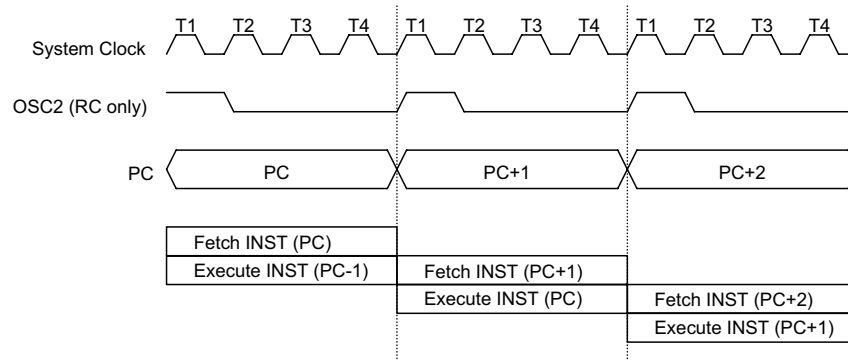 T1 T2 T3 T4 T1 T2 T3 T4 T1 T2 T3 T4
System Clock
OSC2 (RC only)
PC PC PC+1 PC+2
Fetch INST (PC)
Execute INST (PC-1) Fetch INST (PC+1)
Execute INST (PC) Fetch INST (PC+2)
Execute INST (PC+1)